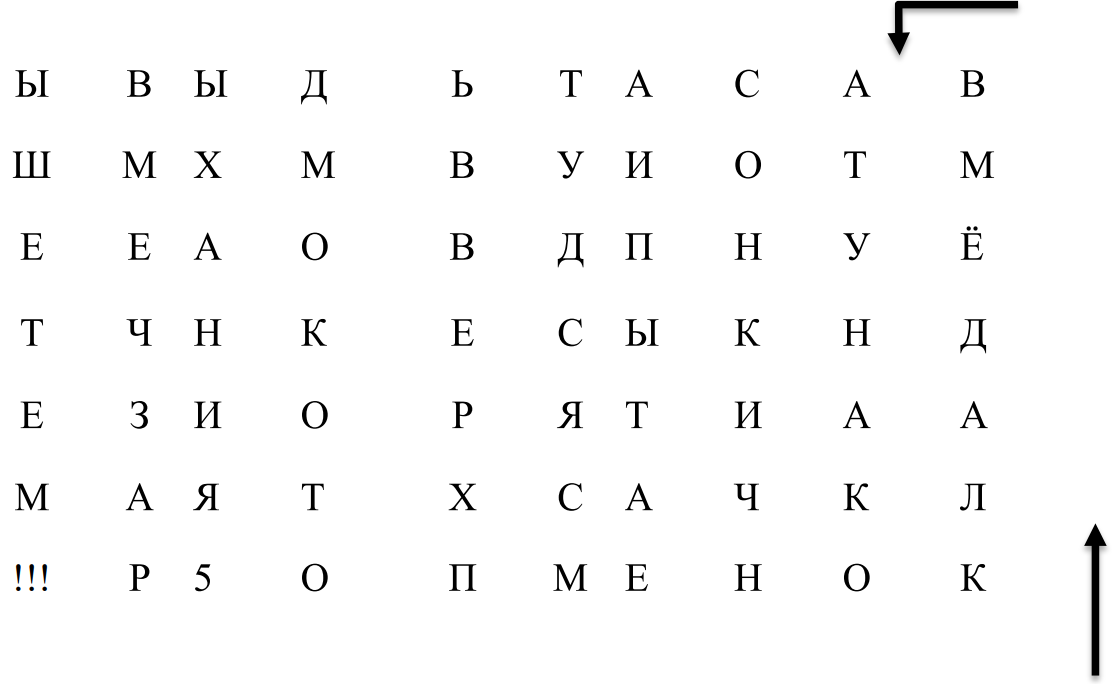 Ы В Ы Д Ь Т А С А В
Ш М Х М В У И О Т М
Е Е А О В Д П Н У Ё
Т Ч Н К Е С Ы К Н Д
Е З И О Р Я Т И А А
М А Я Т Х С А Ч К Л
!!! Р 5 О П М Е Н О К